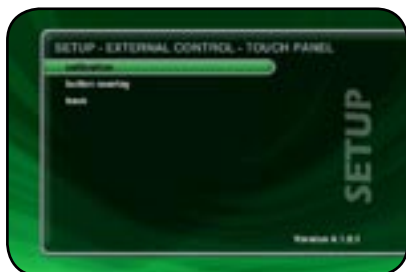 SETUP - EXTERNAL CONTROL - TOUCH PANEL
calibration
button overlay
back
SETUP